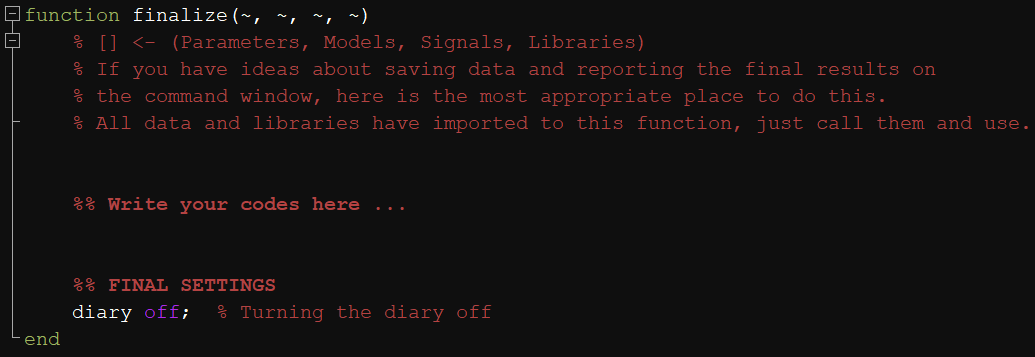 function finalize(~, ~, ~, ~)
% [] <- (Parameters, Models, Signals, Libraries)
% If you have ideas about saving data and reporting the final results on
% the command window, here is the most appropriate place to do this.
% All data and libraries have imported to this function, just call them and use.
%% Write your codes here ...
%% FINAL SETTINGS
diary off;  % Turning the diary off
end